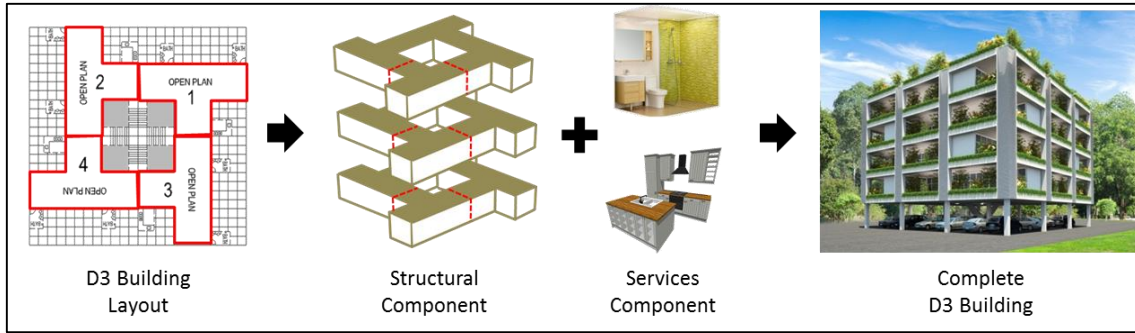 OPEN PLAN
2
OPEN PLAN
1
4
OPEN PLAN
3
OPEN PLAN
D3 Building
Layout
Structural
Component
Services
Component
Complete
D3 Building